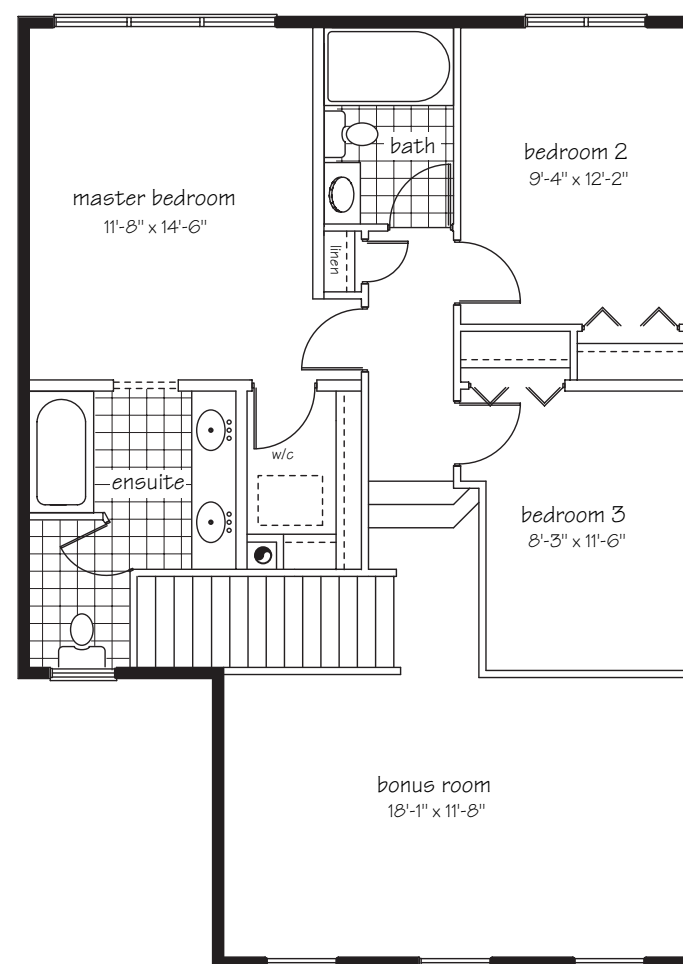 bath
bedroom 2
9'-4" x 12'-2"
master bedroom
11'-8" x 14'-6"
linen
w/c
ensuite
bedroom 3
8'-3" x 11'-6"
bonus room
18'-1" x 11'-8"